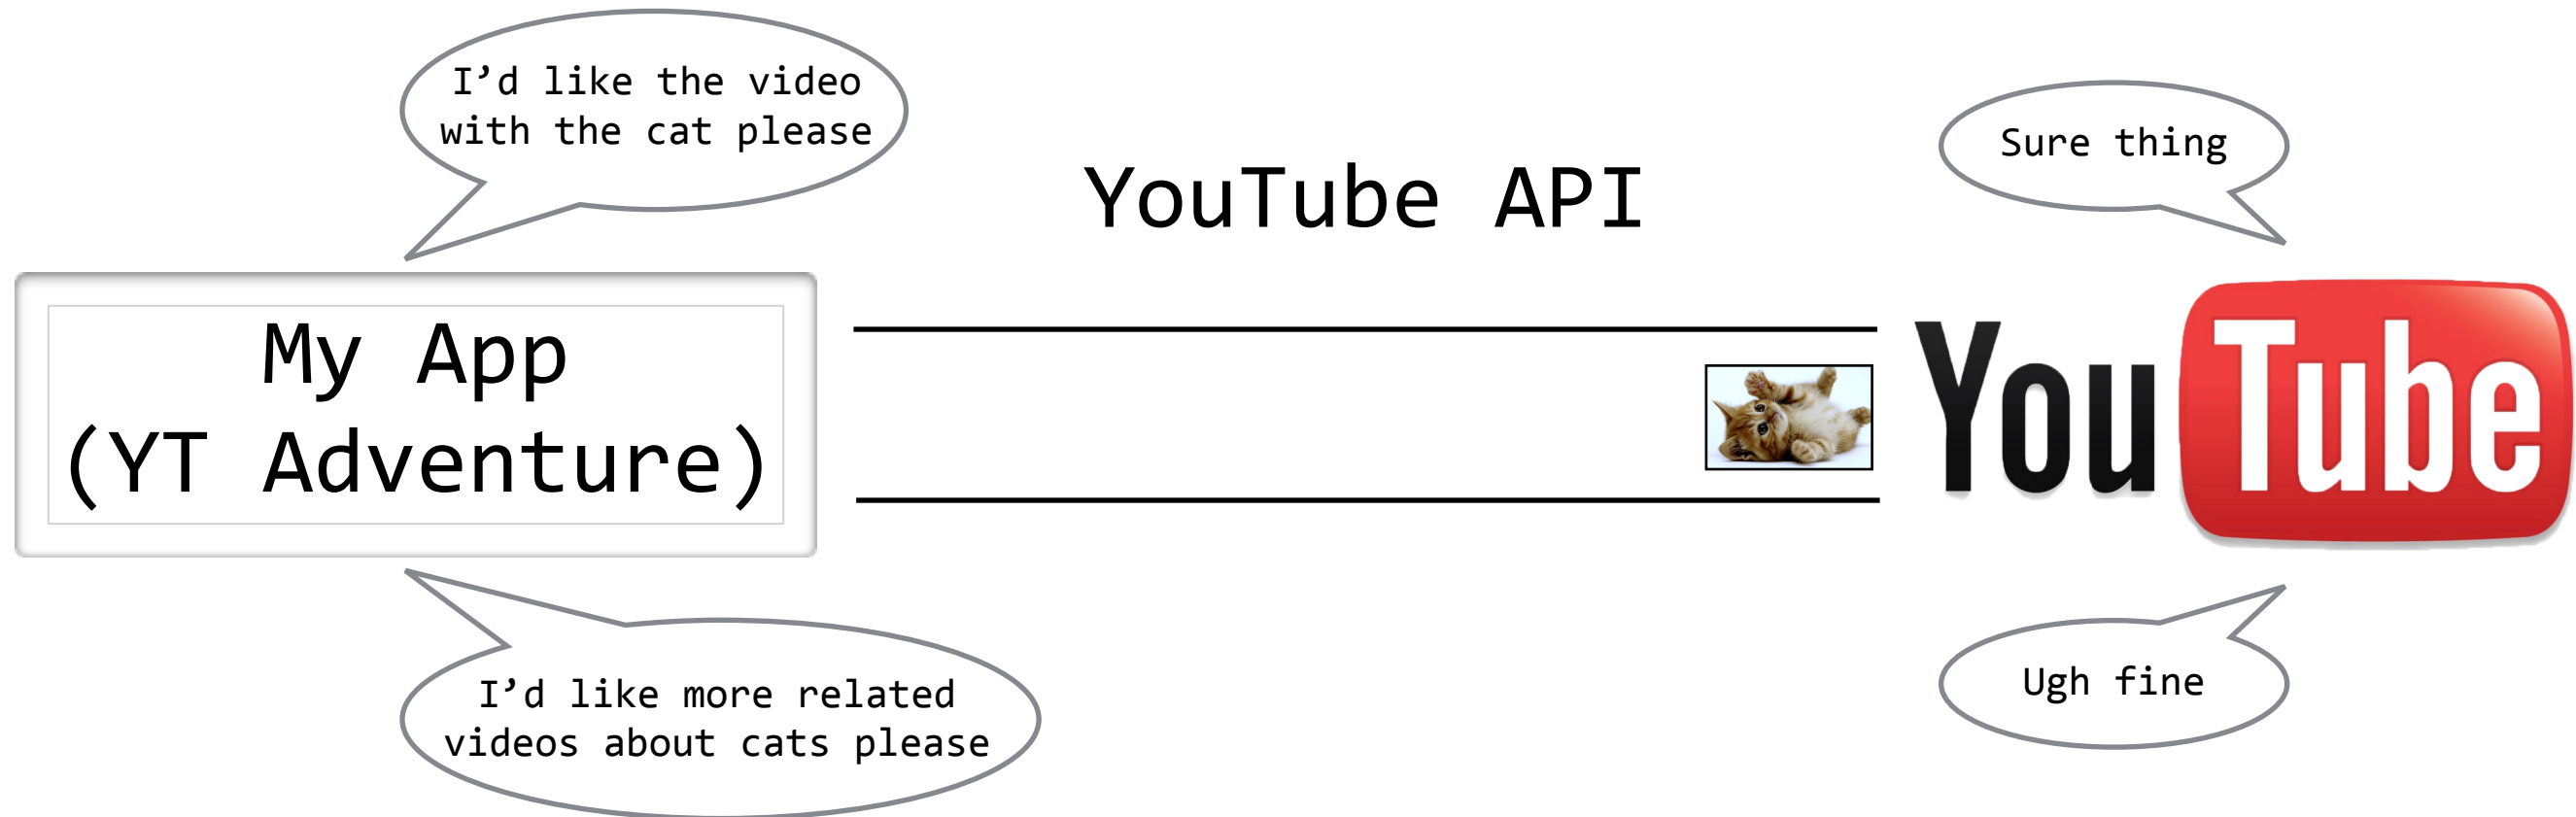 I’d like the video
with the cat please
Sure thing
YouTube API
My App
(YT Adventure)
YouTube
I’d like more related
videos about cats please
Ugh fine